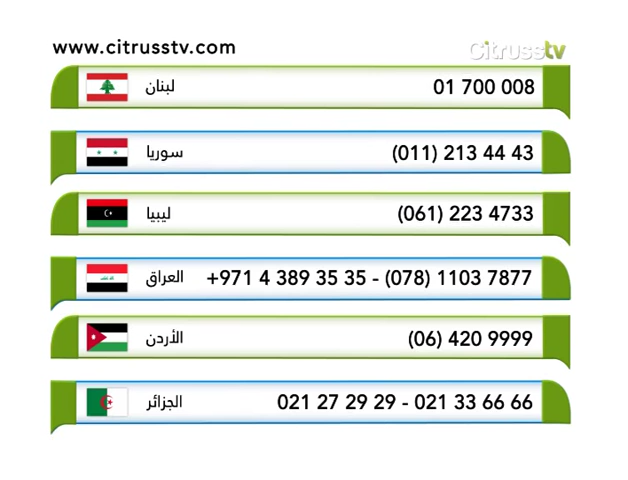 www.citrusstv.com
Citrusstv
لبنان 01 700 008
سوريا (011) 213 44 43
ليبيا (061) 223 4733
العراق +971 4 389 35 35 - (078) 1103 7877
الأردن (06) 420 9999
الجزائر 021 27 29 29 - 021 33 66 66